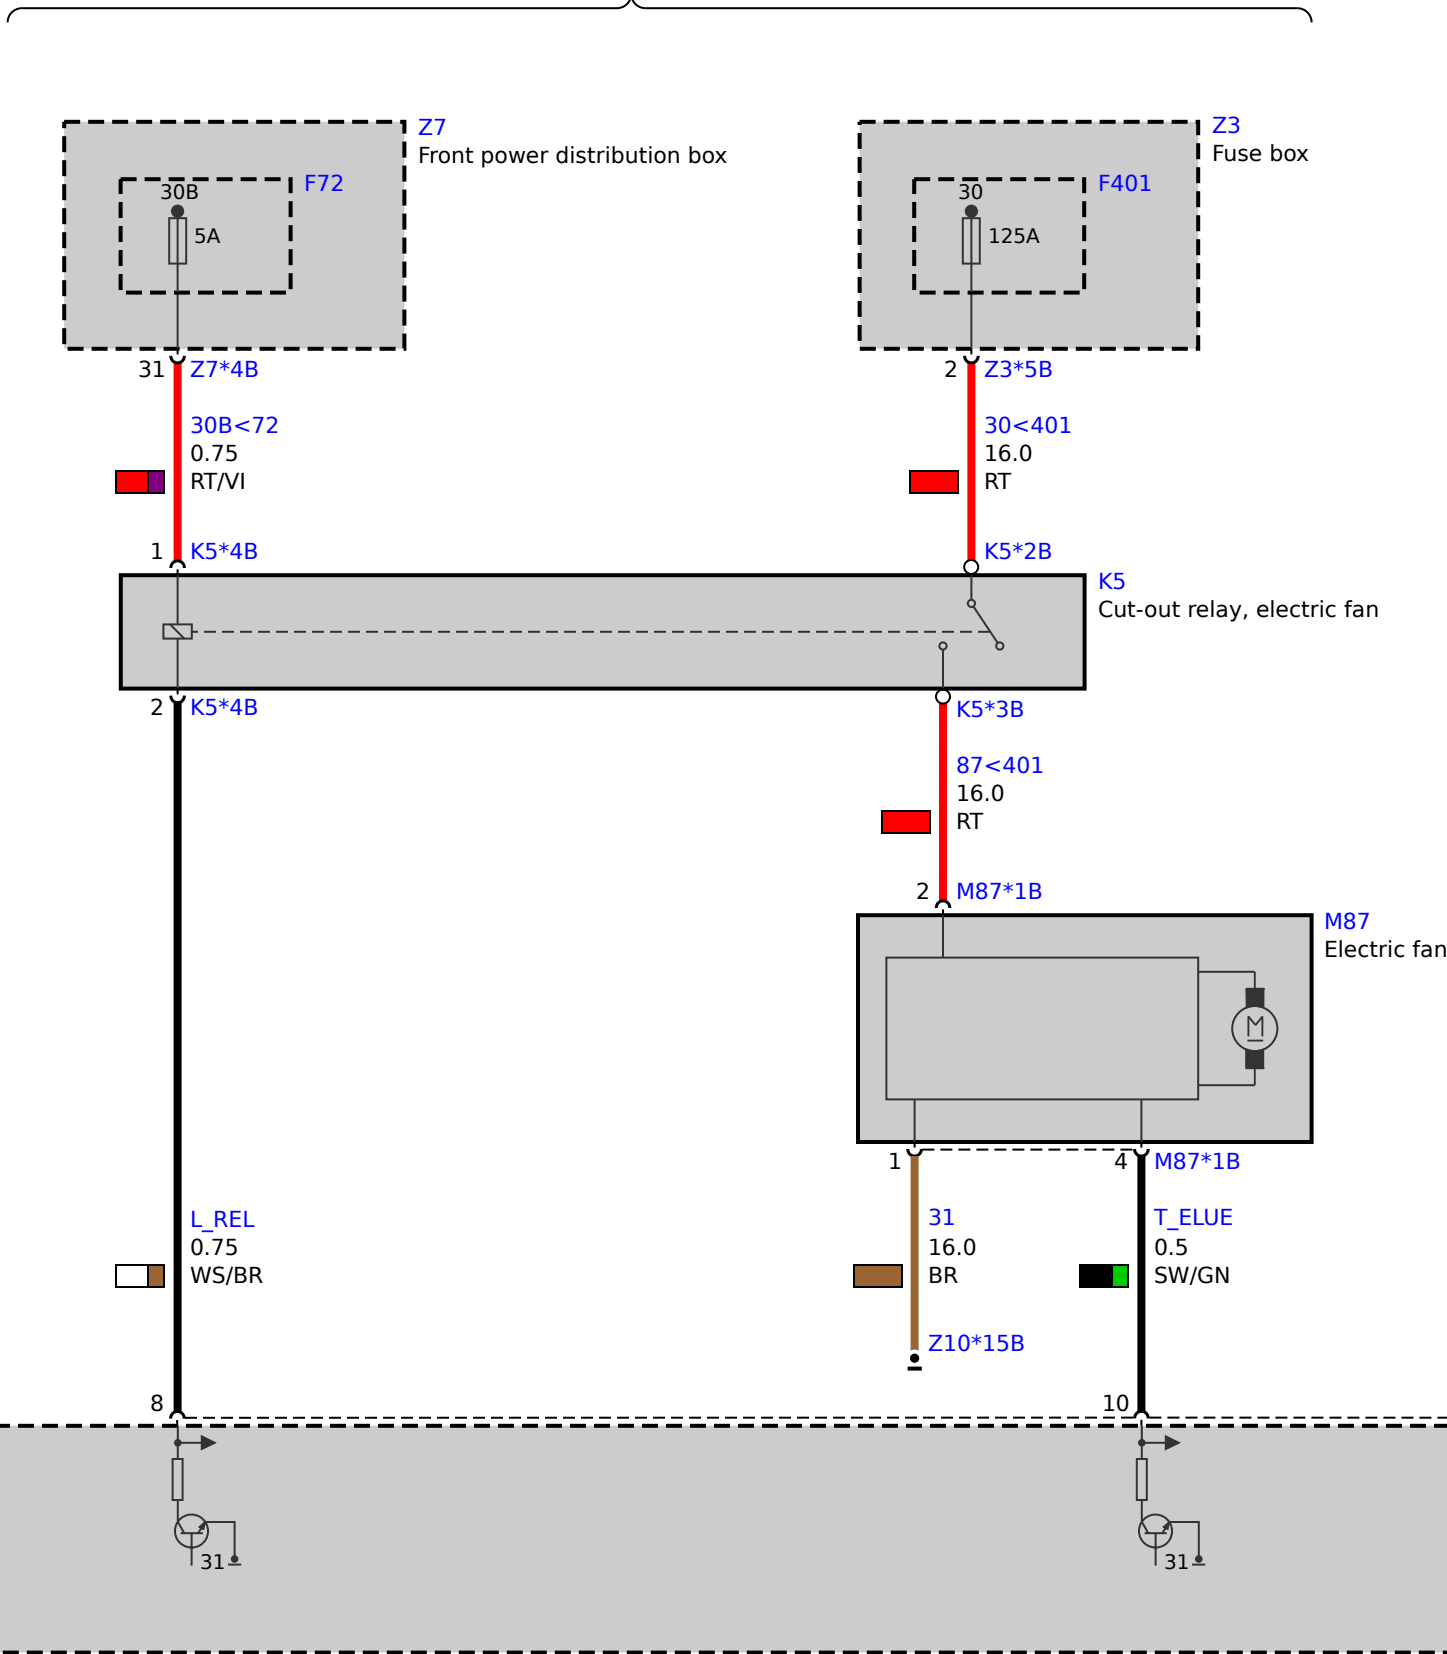 Z7
Front power distribution box
F72
30B
5A
Z3
Fuse box
F401
30
125A
31 Z7*4B
30B<72
0.75
RT/VI
1 K5*4B
2 Z3*5B
30<401
16.0
RT
K5*2B
K5
Cut-out relay, electric fan
2 K5*4B
K5*3B
87<401
16.0
RT
2 M87*1B
M87
Electric fan
M
1
4 M87*1B
L_REL
0.75
WS/BR
8
31
16.0
BR
Z10*15B
T_ELUE
0.5
SW/GN
10
31
31